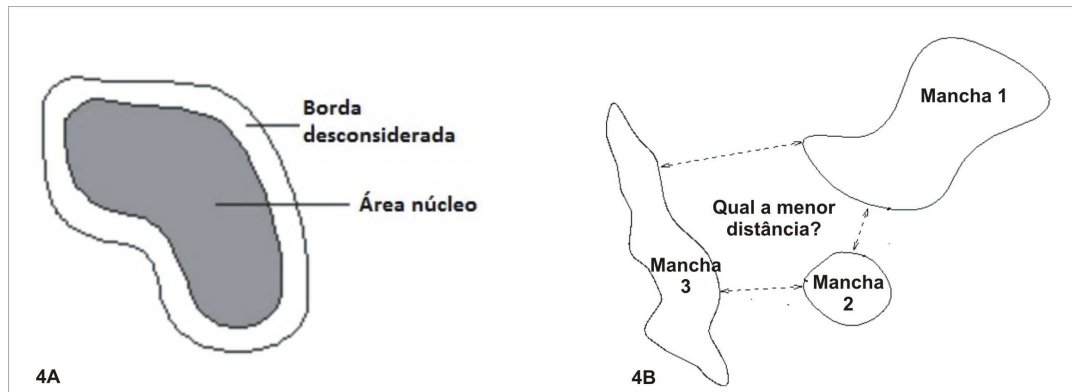 Borda
desconsiderada
Área núcleo
4A
Mancha 1
Qual a menor
distância?
Mancha
3
Mancha
2
4B